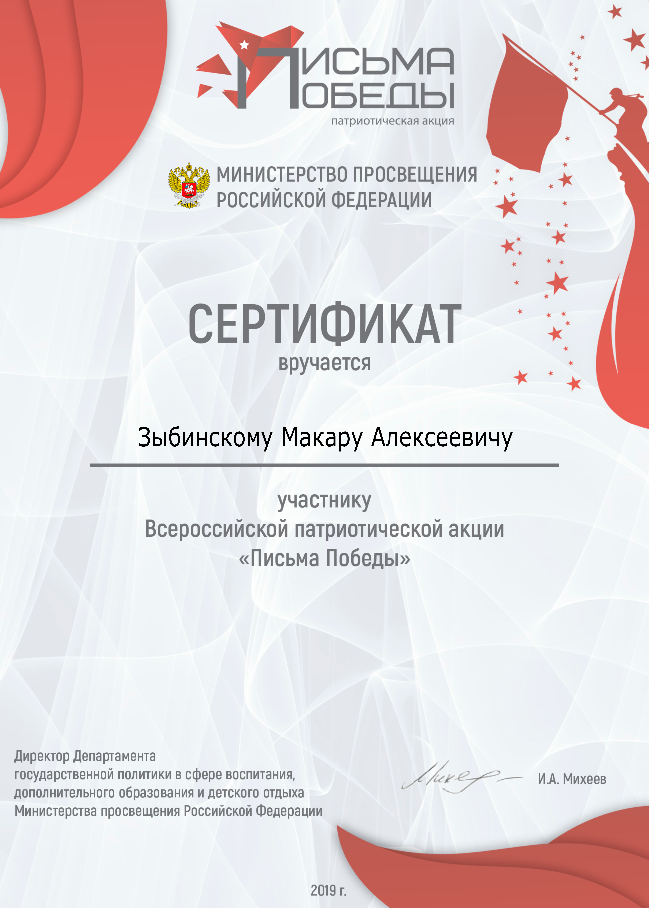 ПИСЬМА
ПОБЕДЫ
патриотическая акция
МИНИСТЕРСТВО ПРОСВЕЩЕНИЯ
РОССИЙСКОЙ ФЕДЕРАЦИИ
СЕРТИФИКАТ
вручается
Зыбинскому Макару Алексеевичу
участнику
Всероссийской патриотической акции
«Письма Победы»
Директор Департамента
государственной политики в сфере воспитания,
дополнительного образования и детского отдыха
Министерства просвещения Российской Федерации
И.А. Михеев
2019 г.